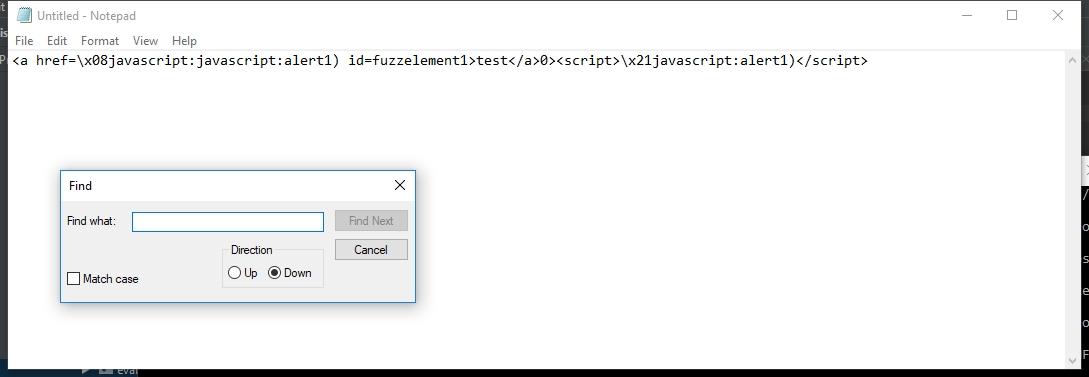 Untitled - Notepad
File Edit Format View Help
<a href=\x08javascript:javascript:alert1) id=fuzzelement1>test</a>0><script>\x21javascript:alert1)</script>
Find
Find what: Find Next
Direction Cancel
Up Down
Match case
eval